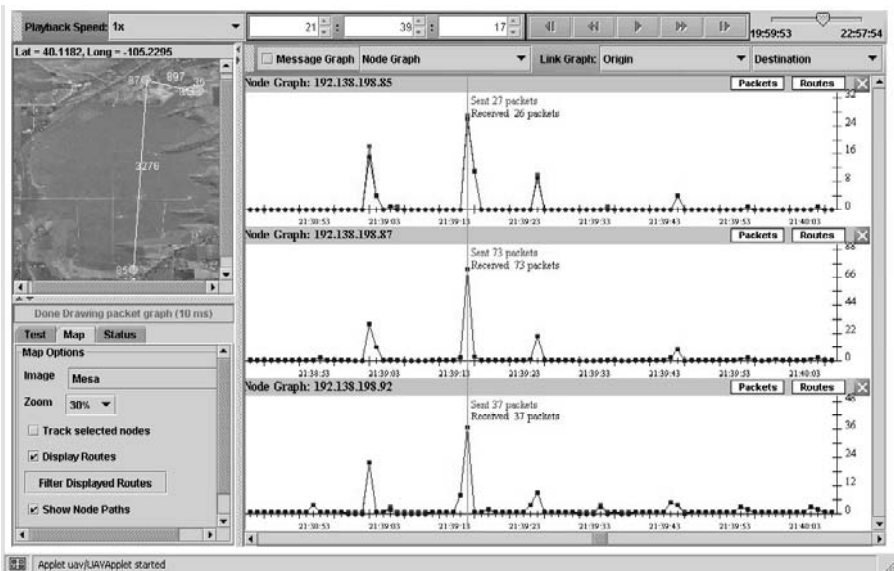 Playback Speed: 1x 21 : 39 : 17 19:59:53 22:57:54
Lat = 40.1182, Long = -105.2295
Message Graph Node Graph Link Graph: Origin Destination
Node Graph: 192.138.198.85 Packets Routes
Sent 27 packets
Received 26 packets
32
24
16
8
0
21:38:53 21:39:03 21:39:13 21:39:23 21:39:33 21:39:43 21:39:53 21:40:03
897
3276
Node Graph: 192.138.198.87 Packets Routes
Sent 73 packets
Received 73 packets
88
66
44
22
0
21:38:53 21:39:03 21:39:13 21:39:23 21:39:33 21:39:43 21:39:53 21:40:03
Node Graph: 192.138.198.92 Packets Routes
Sent 37 packets
Received 37 packets
48
36
24
12
0
21:38:53 21:39:03 21:39:13 21:39:23 21:39:33 21:39:43 21:39:53 21:40:03
Done Drawing packet graph (10 ms)
Test Map Status
Map Options
Image Mesa
Zoom 30%
Track selected nodes
Display Routes
Filter Displayed Routes
Show Node Paths
Applet uav/UAVApplet started